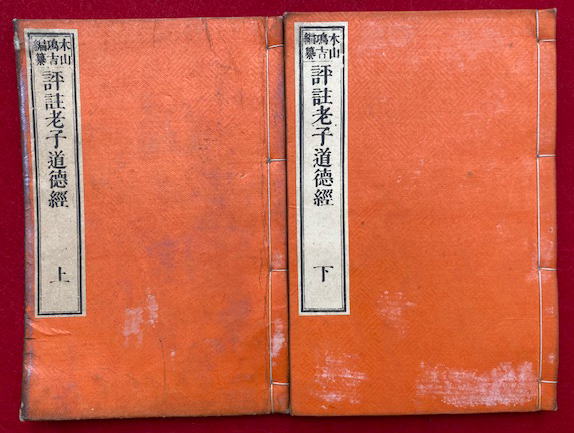 木山
鴻吉
編纂
評註老子道德經 上
木山
鴻吉
編纂
評註老子道德經 下